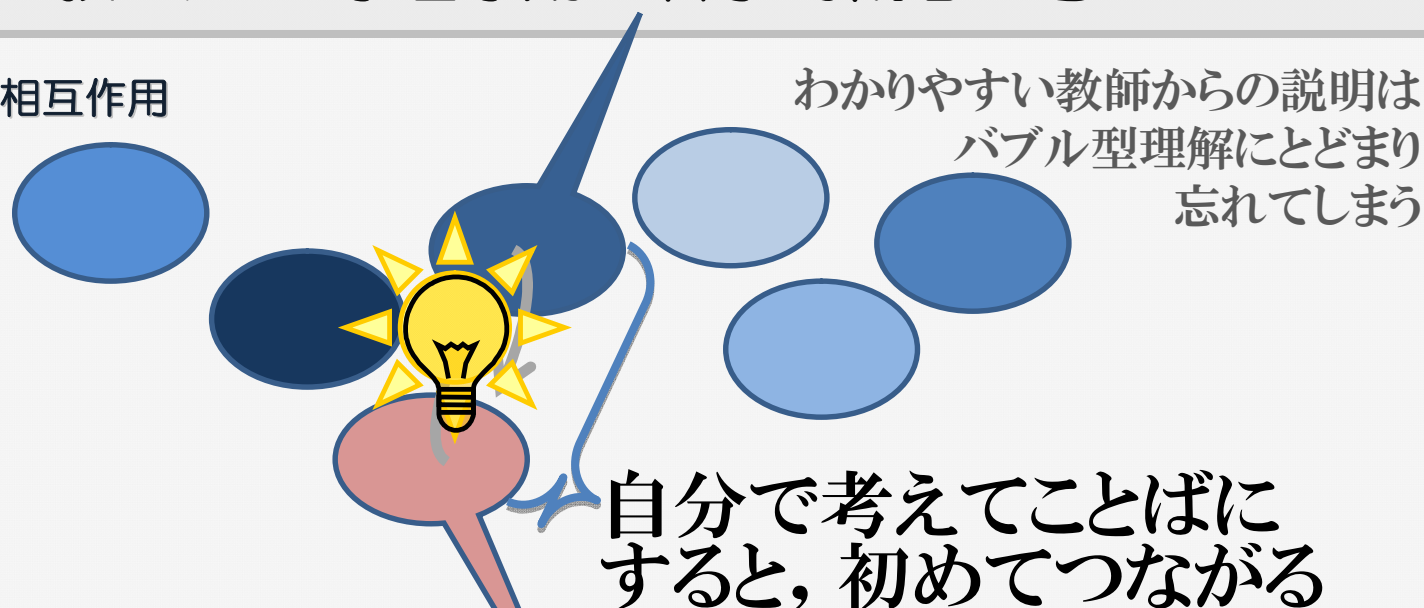 相互作用
わかりやすい教師からの説明は
バブル型理解にとどまり
忘れてしまう
自分で考えてことばに
すると，初めてつながる